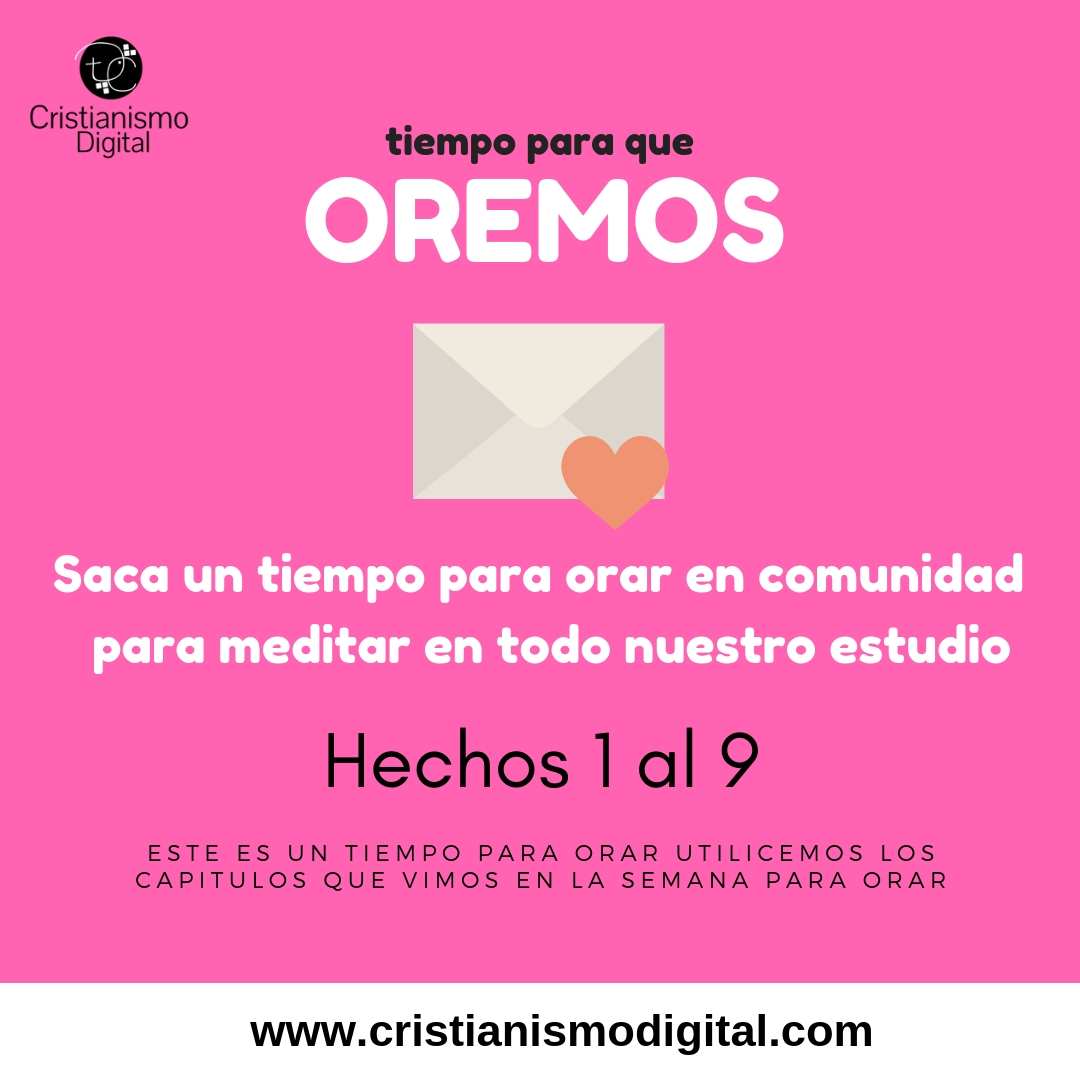 Cristianismo
Digital
tiempo para que
OREMOS
Saca un tiempo para orar en comunidad
para meditar en todo nuestro estudio
Hechos 1 al 9
ESTE ES UN TIEMPO PARA ORAR UTILICEMOS LOS
CAPITULOS QUE VIMOS EN LA SEMANA PARA ORAR
www.cristianismodigital.com